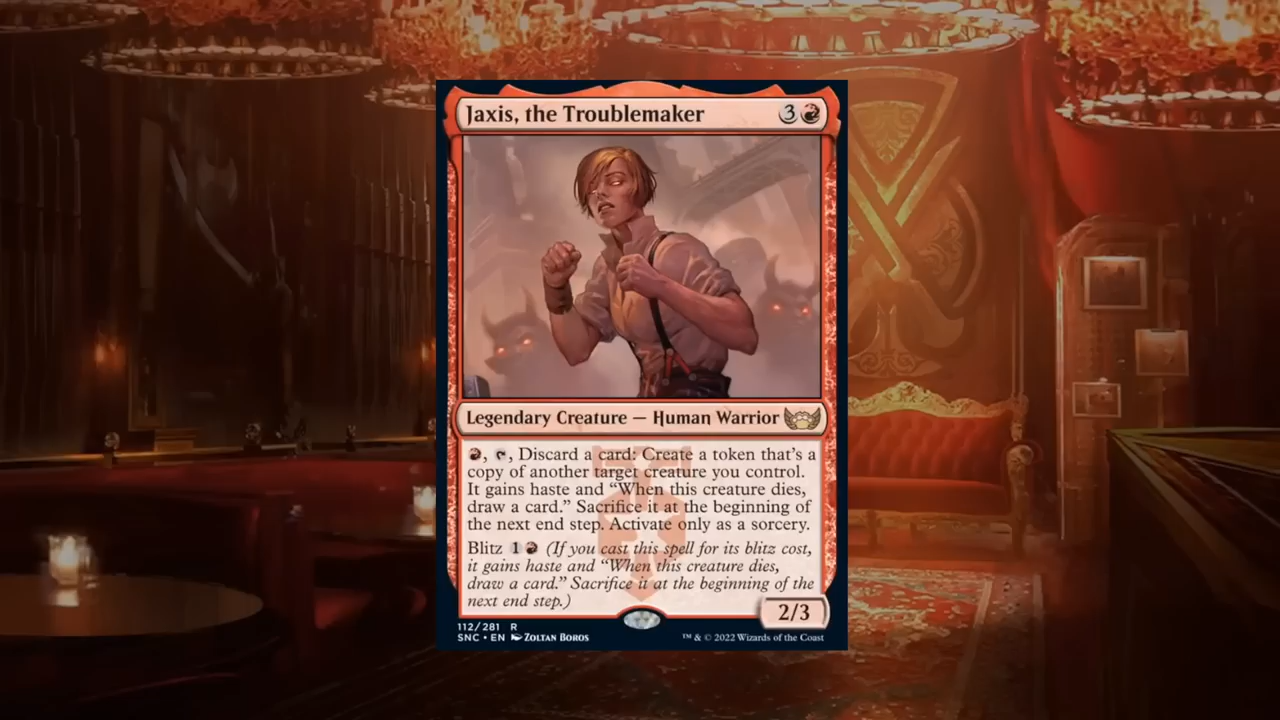 Jaxis, the Troublemaker 3
Legendary Creature — Human Warrior
, , Discard a card: Create a token that's a
copy of another target creature you control.
It gains haste and “When this creature dies,
draw a card.” Sacrifice it at the beginning of
the next end step. Activate only as a sorcery.
Blitz 1 (If you cast this spell for its blitz cost,
it gains haste and “When this creature dies,
draw a card.” Sacrifice it at the beginning of the
next end step.)
2/3
112/281 R
SNC • EN Zoltan Boros
™ & © 2022 Wizards of the Coast